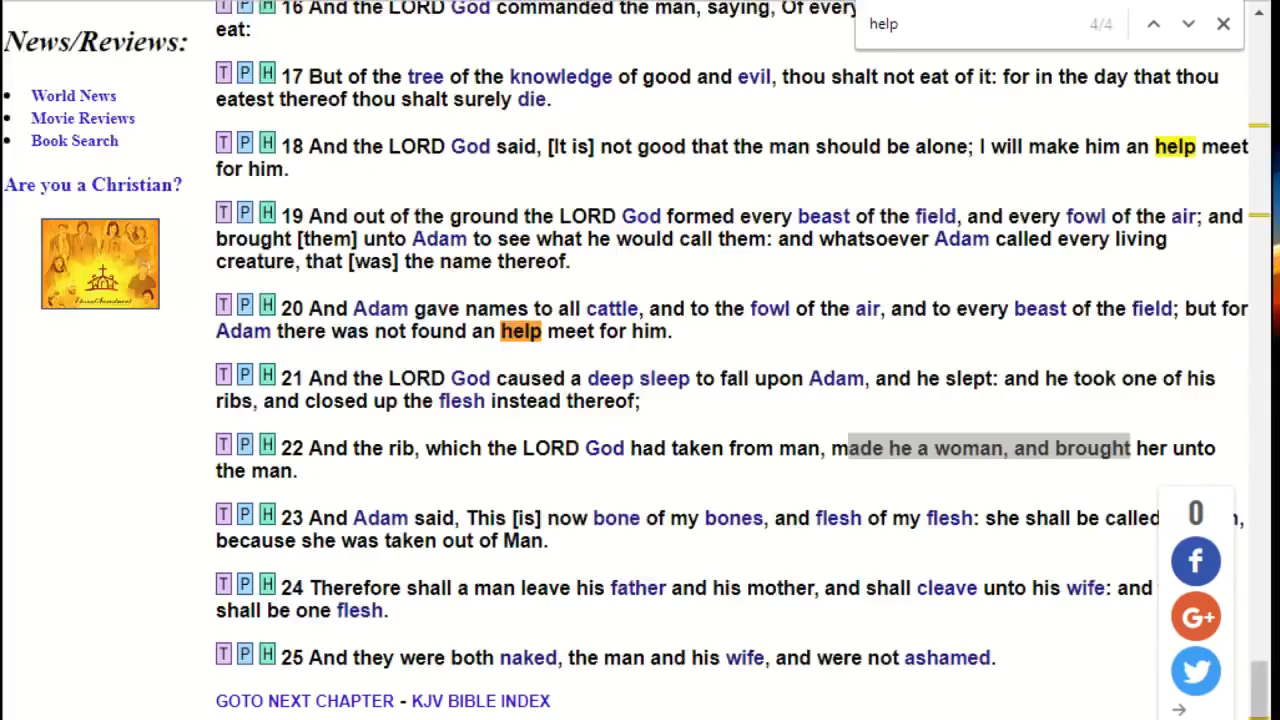 help 4/4
News/Reviews:
World News
Movie Reviews
Book Search
Are you a Christian?
T P H 16 And the LORD God commanded the man, saying, Of every
eat:
T P H 17 But of the tree of the knowledge of good and evil, thou shalt not eat of it: for in the day that thou
eatest thereof thou shalt surely die.
T P H 18 And the LORD God said, [It is] not good that the man should be alone; I will make him an help meet
for him.
T P H 19 And out of the ground the LORD God formed every beast of the field, and every fowl of the air; and
brought [them] unto Adam to see what he would call them: and whatsoever Adam called every living
creature, that [was] the name thereof.
T P H 20 And Adam gave names to all cattle, and to the fowl of the air, and to every beast of the field; but for
Adam there was not found an help meet for him.
T P H 21 And the LORD God caused a deep sleep to fall upon Adam, and he slept: and he took one of his
ribs, and closed up the flesh instead thereof;
T P H 22 And the rib, which the LORD God had taken from man, made he a woman, and brought her unto
the man.
T P H 23 And Adam said, This [is] now bone of my bones, and flesh of my flesh: she shall be called
because she was taken out of Man.
T P H 24 Therefore shall a man leave his father and his mother, and shall cleave unto his wife: and
shall be one flesh.
T P H 25 And they were both naked, the man and his wife, and were not ashamed.
GOTO NEXT CHAPTER - KJV BIBLE INDEX
0
f
G+